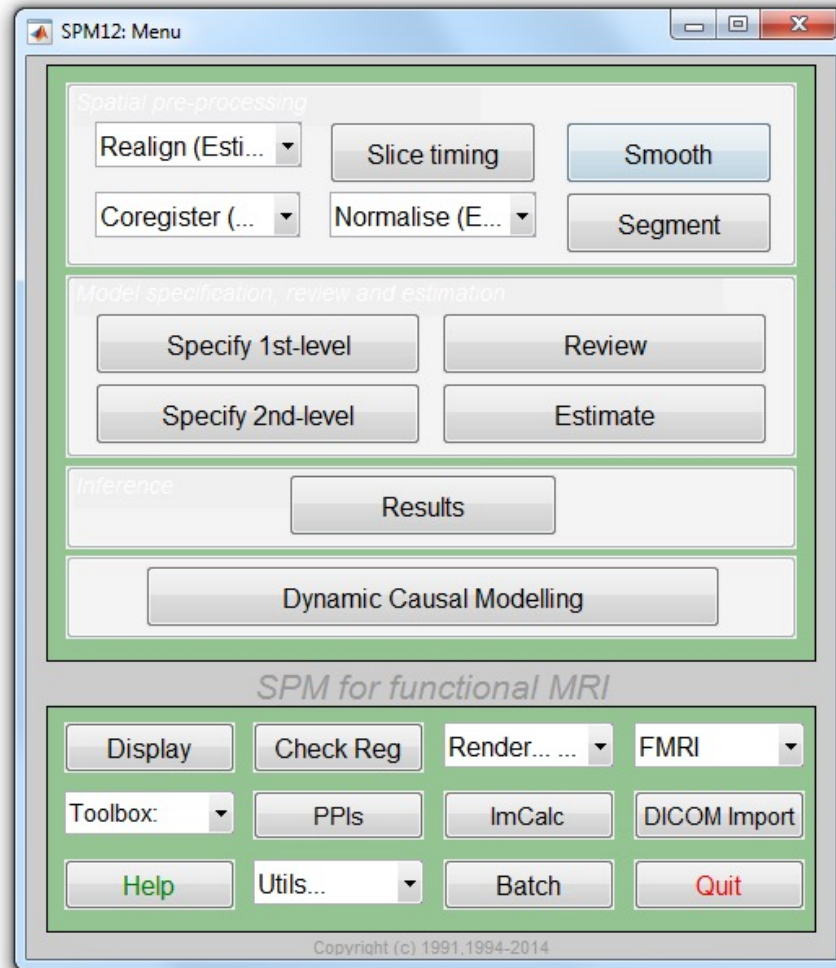 SPM12: Menu
Spatial pre-processing
Realign (Esti...
Slice timing
Smooth
Coregister (...
Normalise (E...
Segment
Model specification, review and estimation
Specify 1st-level
Review
Specify 2nd-level
Estimate
Inference
Results
Dynamic Causal Modelling
SPM for functional MRI
Display
Check Reg
Render... ...
FMRI
Toolbox:
PPIs
ImCalc
DICOM Import
Help
Utils...
Batch
Quit
Copyright (c) 1991,1994-2014